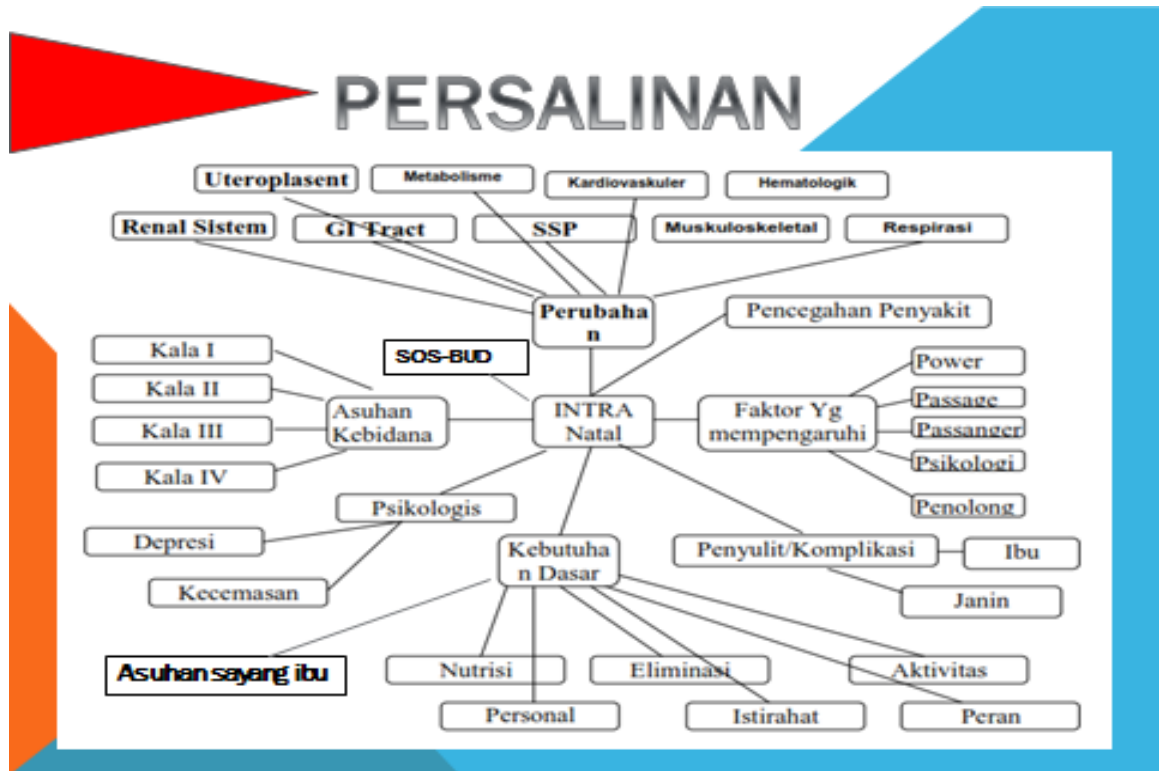 PERSALINAN
Uteroplasent
Metabolisme
Kardiovaskuler
Hematologik
Renal Sistem
GI Tract
SSP
Muskuloskeletal
Respirasi
Perubaha
n
Pencegahan Penyakit
SOS-BUD
Kala I
Kala II
Kala III
Kala IV
Asuhan
Kebidana
INTRA
Natal
Faktor Yg
mempengaruhi
Power
Passage
Passanger
Psikologi
Penolong
Psikologis
Depresi
Kecemasan
Kebutuha
n Dasar
Penyulit/Komplikasi
Ibu
Janin
Asuhan sayang ibu
Nutrisi
Eliminasi
Aktivitas
Personal
Istirahat
Peran